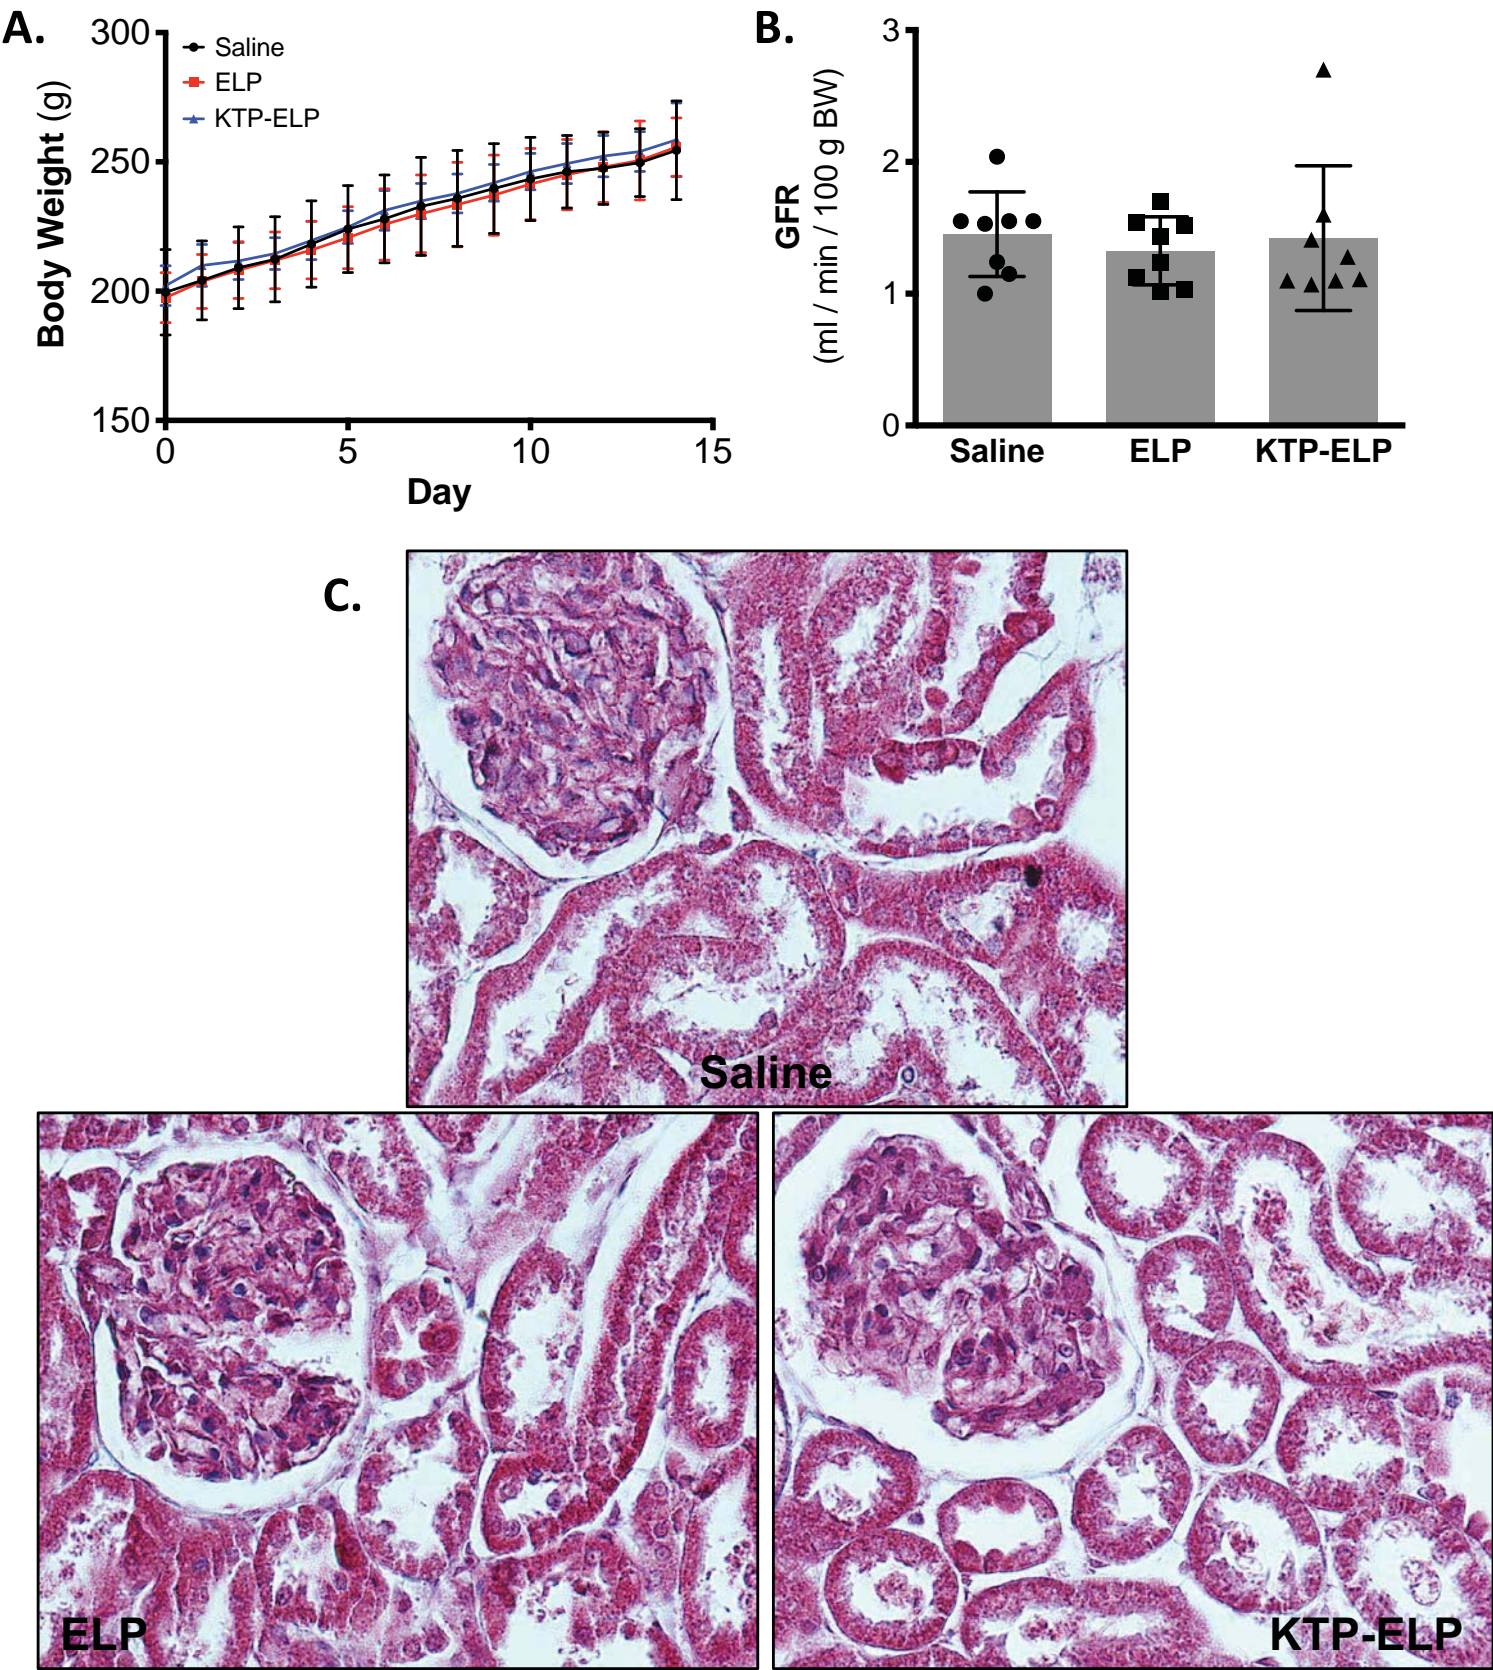 A.
300
250
200
150
Body Weight (g)
Saline
ELP
KTP-ELP
0 5 10 15
Day
B.
3
2
1
0
GFR
(ml / min / 100 g BW)
Saline ELP KTP-ELP
C.
Saline
ELP
KTP-ELP